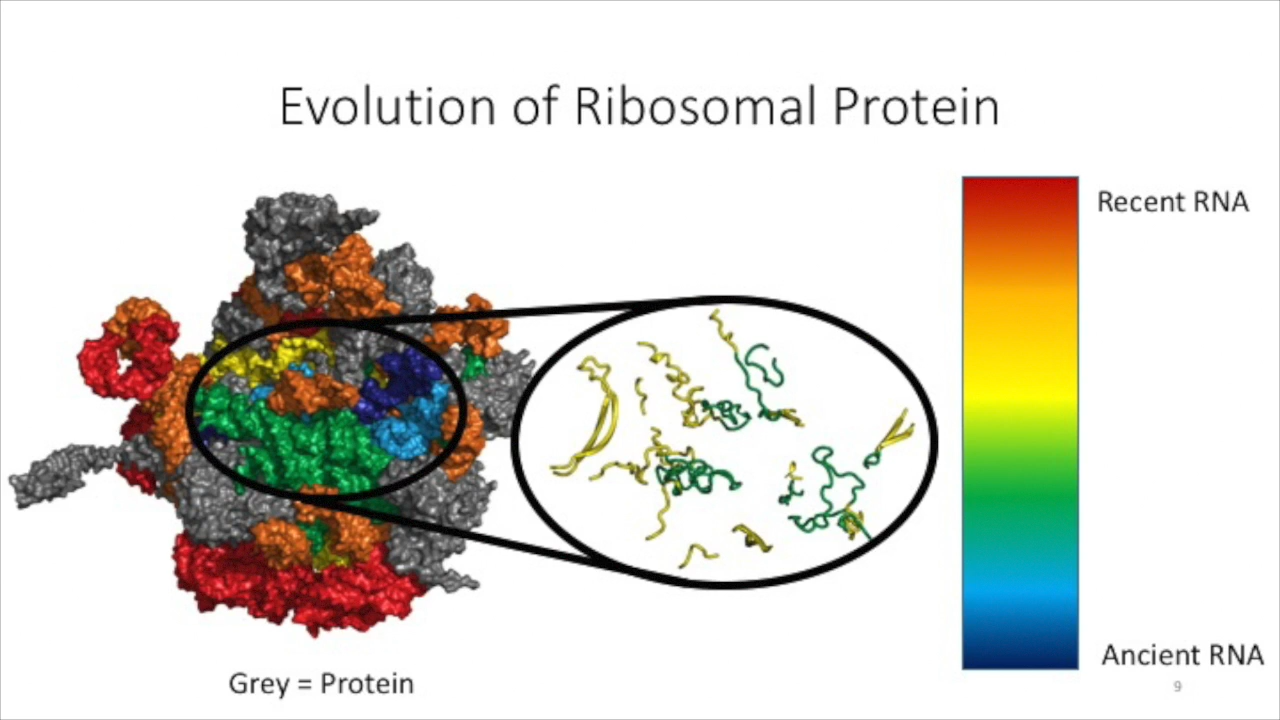 Evolution of Ribosomal Protein
Recent RNA
Ancient RNA
Grey = Protein
9